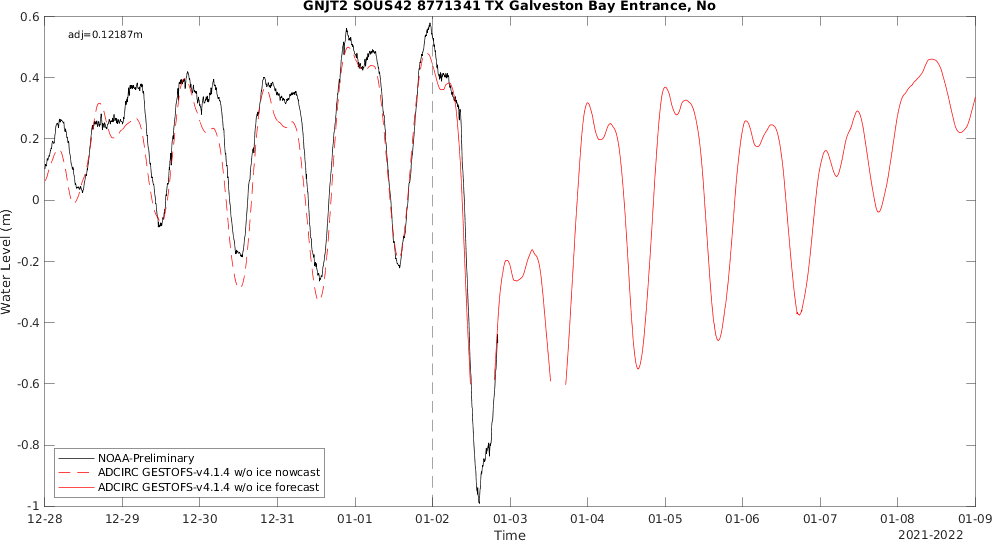 GNJT2 SOUS42 8771341 TX Galveston Bay Entrance, No
adj=0.12187m
0.6
0.4
0.2
0
-0.2
-0.4
-0.6
-0.8
-1
Water Level (m)
NOAA-Preliminary
ADCIRC GESTOFS-v4.1.4 w/o ice nowcast
ADCIRC GESTOFS-v4.1.4 w/o ice forecast
12-28 12-29 12-30 12-31 01-01 01-02 01-03 01-04 01-05 01-06 01-07 01-08 01-09
Time
2021-2022